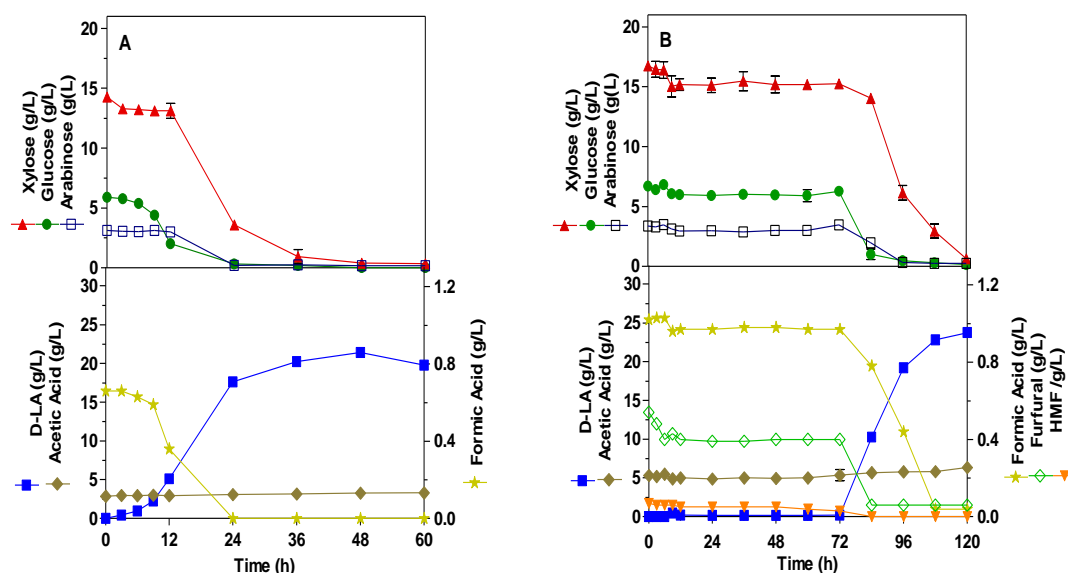 A
20
15
10
5
0
Xylose (g/L)
Glucose (g/L)
Arabinose (g(L)
30
25
20
15
10
5
0
D-LA (g/L)
Acetic Acid (g/L)
1.2
0.8
0.4
0.0
Formic Acid (g/L)
0 12 24 36 48 60
Time (h)
B
20
15
10
5
0
Xylose (g/L)
Glucose (g/L)
Arabinose (g(L)
30
25
20
15
10
5
0
D-LA (g/L)
Acetic Acid (g/L)
1.2
0.8
0.4
0.0
Formic Acid (g/L)
Furfural (g/L)
HMF /g/L)
0 24 48 72 96 120
Time (h)